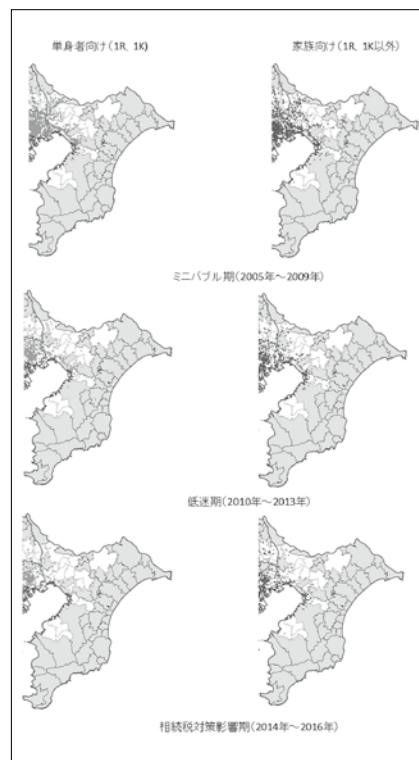 単身者向け(1R、1K)
家族向け(1R、1K以外)
ミニバブル期(2005年～2009年)
低迷期(2010年～2013年)
相続税対策影響期(2014年～2016年)